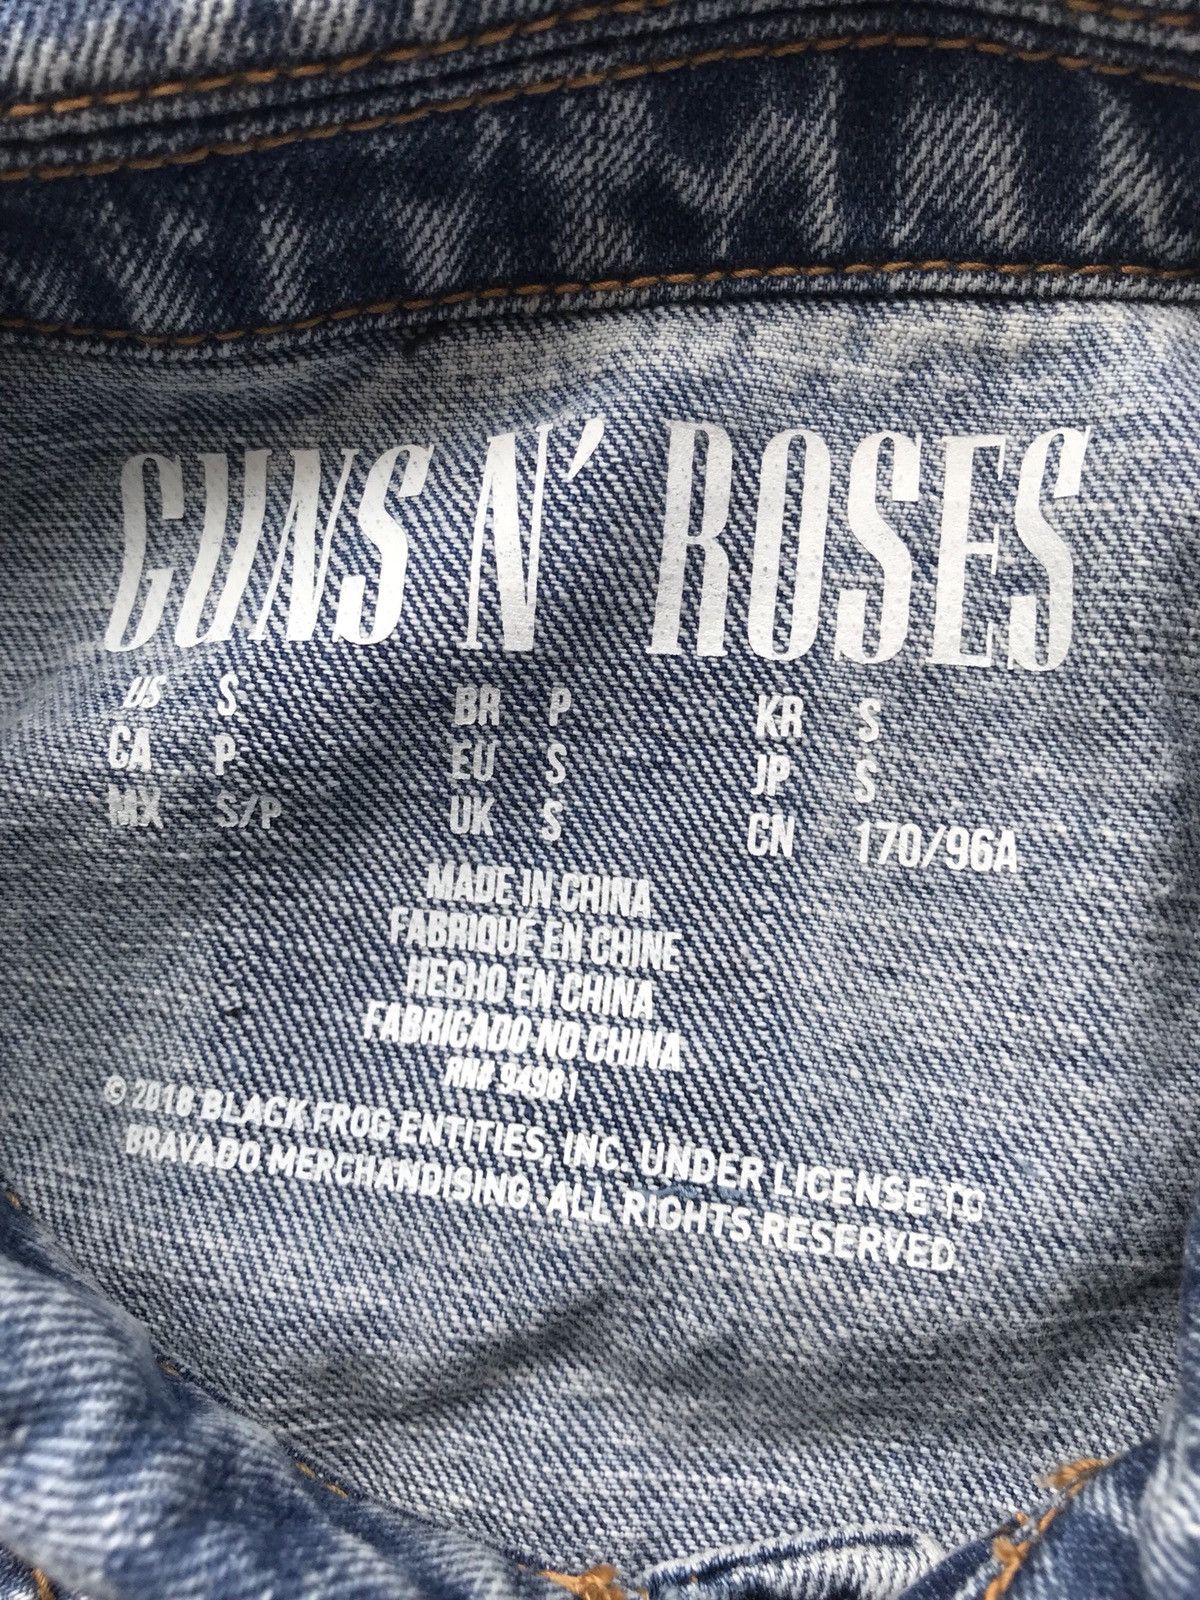 GUNS N' ROSES
US S BR P KR S
CA P EU S JP S
MX S/P UK S CN 170/96A
MADE IN CHINA
FABRIQUÉ EN CHINE
HECHO EN CHINA
FABRICADO NO CHINA
RN# 94981
© 2018 BLACK FROG ENTITIES, INC. UNDER LICENSE TO
BRAVADO MERCHANDISING. ALL RIGHTS RESERVED.